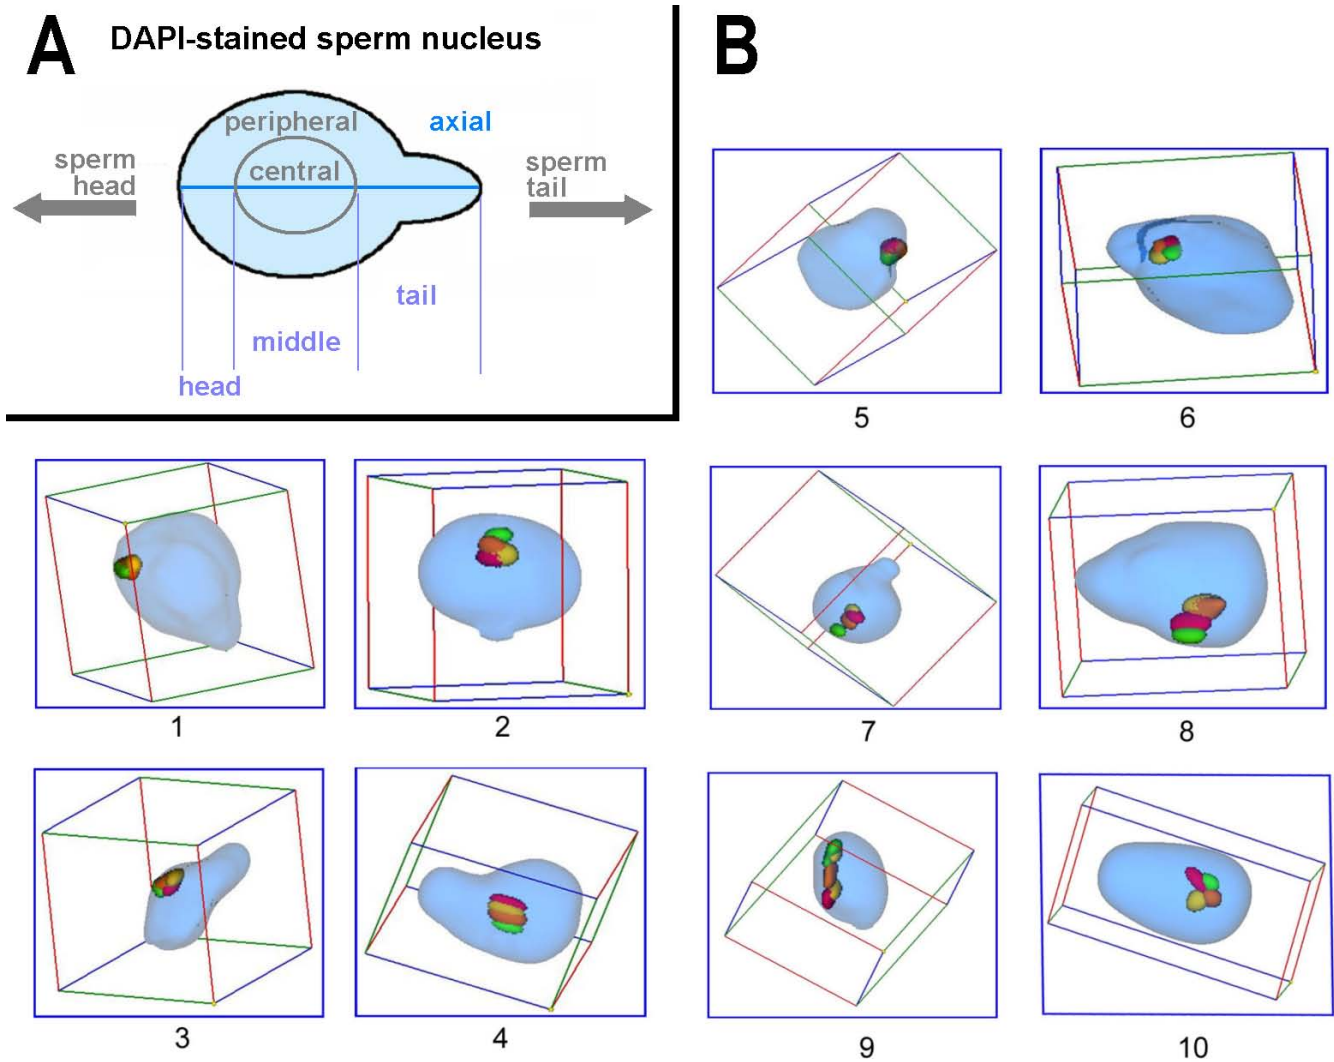 A
DAPI-stained sperm nucleus
peripheral
axial
central
sperm
head
sperm
tail
tail
middle
head
B
5
6
1
2
7
8
3
4
9
10